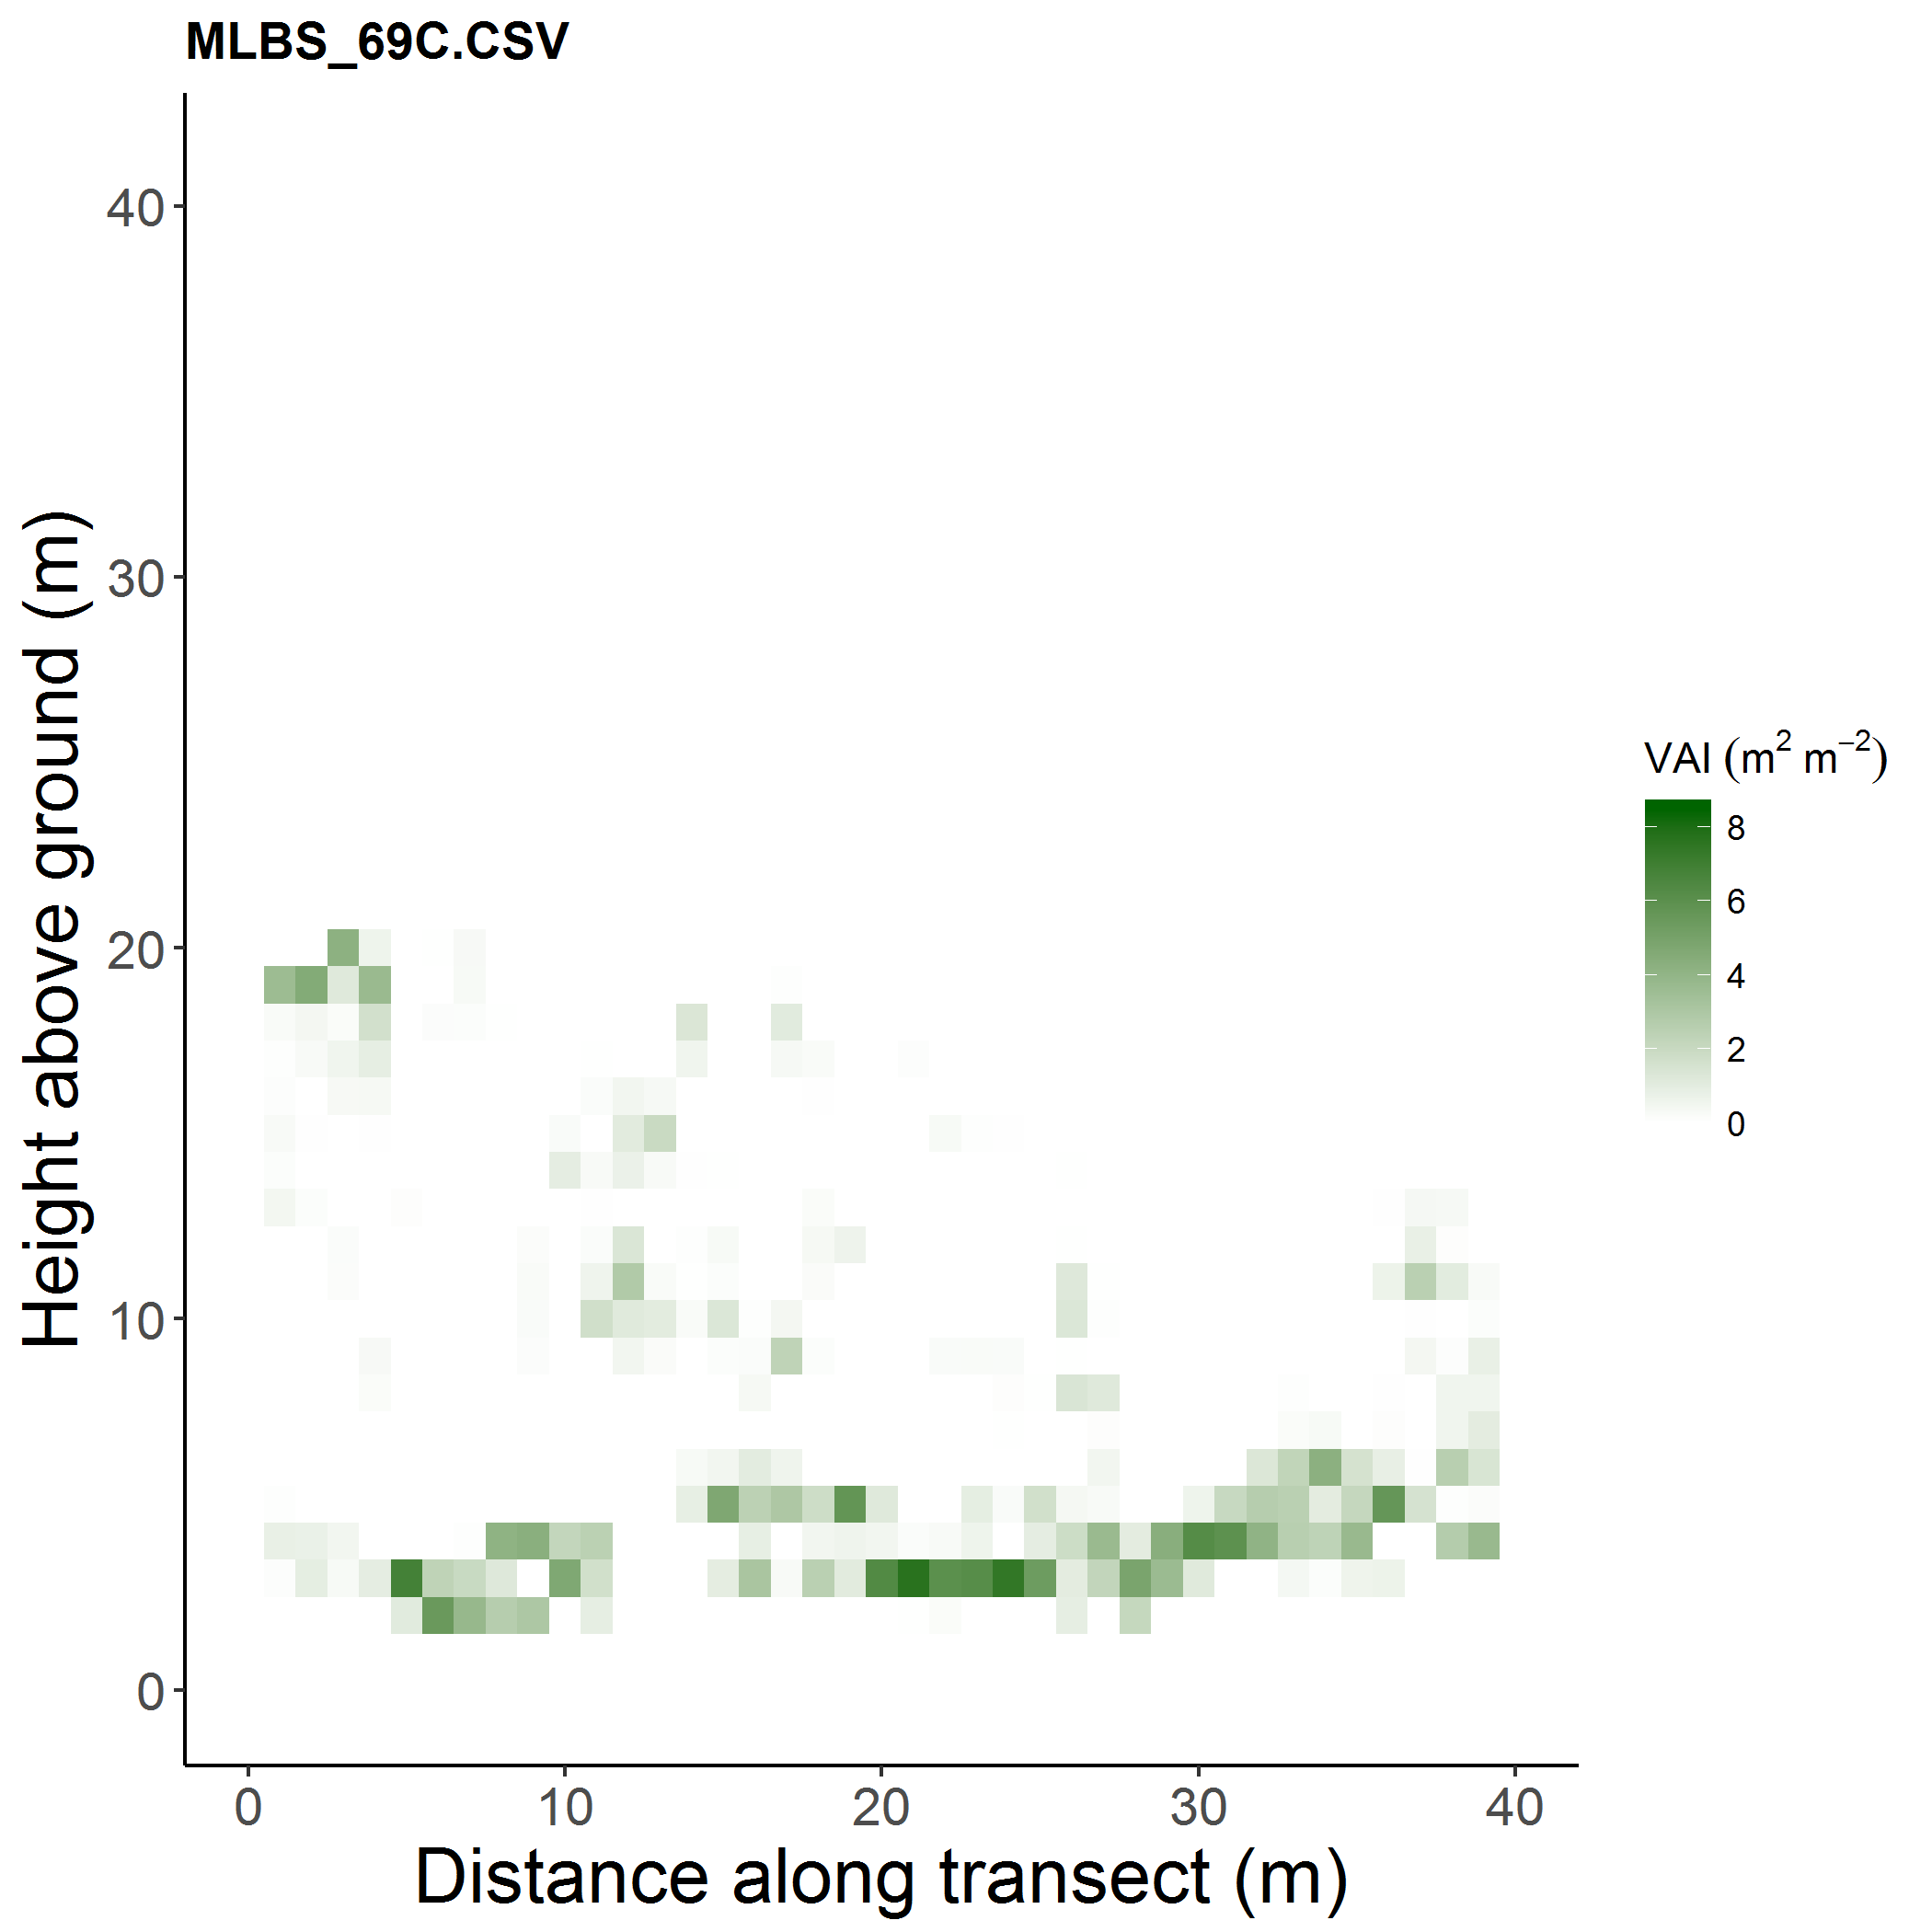 MLBS_69C.CSV
40
30
20
10
0
Height above ground (m)
0 10 20 30 40
Distance along transect (m)
VAI (m² m⁻²)
8
6
4
2
0